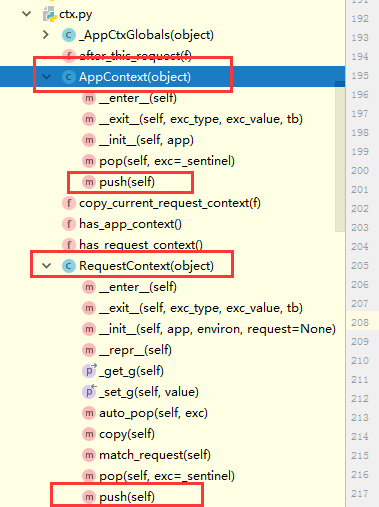 ctx.py
_AppCtxGlobals(object)
after_this_request(f)
AppContext(object)
__enter__(self)
__exit__(self, exc_type, exc_value, tb)
__init__(self, app)
pop(self, exc=_sentinel)
push(self)
copy_current_request_context(f)
has_app_context()
has_request_context()
RequestContext(object)
__enter__(self)
__exit__(self, exc_type, exc_value, tb)
__init__(self, app, environ, request=None)
__repr__(self)
_get_g(self)
_set_g(self, value)
auto_pop(self, exc)
copy(self)
match_request(self)
pop(self, exc=_sentinel)
push(self)
192
193
194
195
196
197
198
199
200
201
202
203
204
205
206
207
208
209
210
211
212
213
214
215
216
217